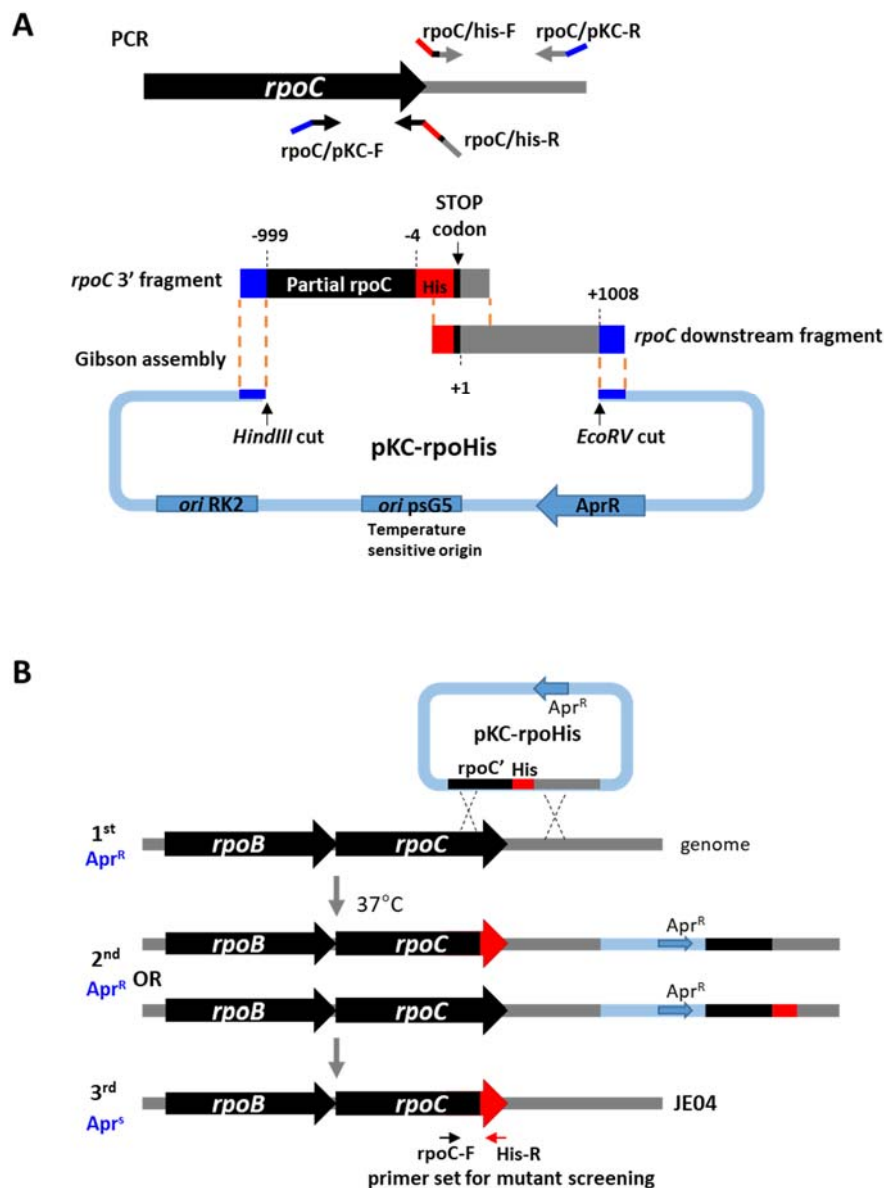 A
PCR
rpoC/his-F
rpoC/pKC-R
rpoC
rpoC/pKC-F
rpoC/his-R
STOP
codon
-999
-4
rpoC 3’ fragment
Partial rpoC
His
+1008
rpoC downstream fragment
Gibson assembly
+1
HindIII cut
EcoRV cut
pKC-rpoHis
ori RK2
ori psG5
AprR
Temperature
sensitive origin
B
AprR
pKC-rpoHis
rpoC’ His
1st
AprR
rpoB
rpoC
genome
37°C
AprR
2nd
AprR
OR
rpoB
rpoC
AprR
rpoB
rpoC
3rd
Aprs
rpoB
rpoC
JE04
rpoC-F
His-R
primer set for mutant screening